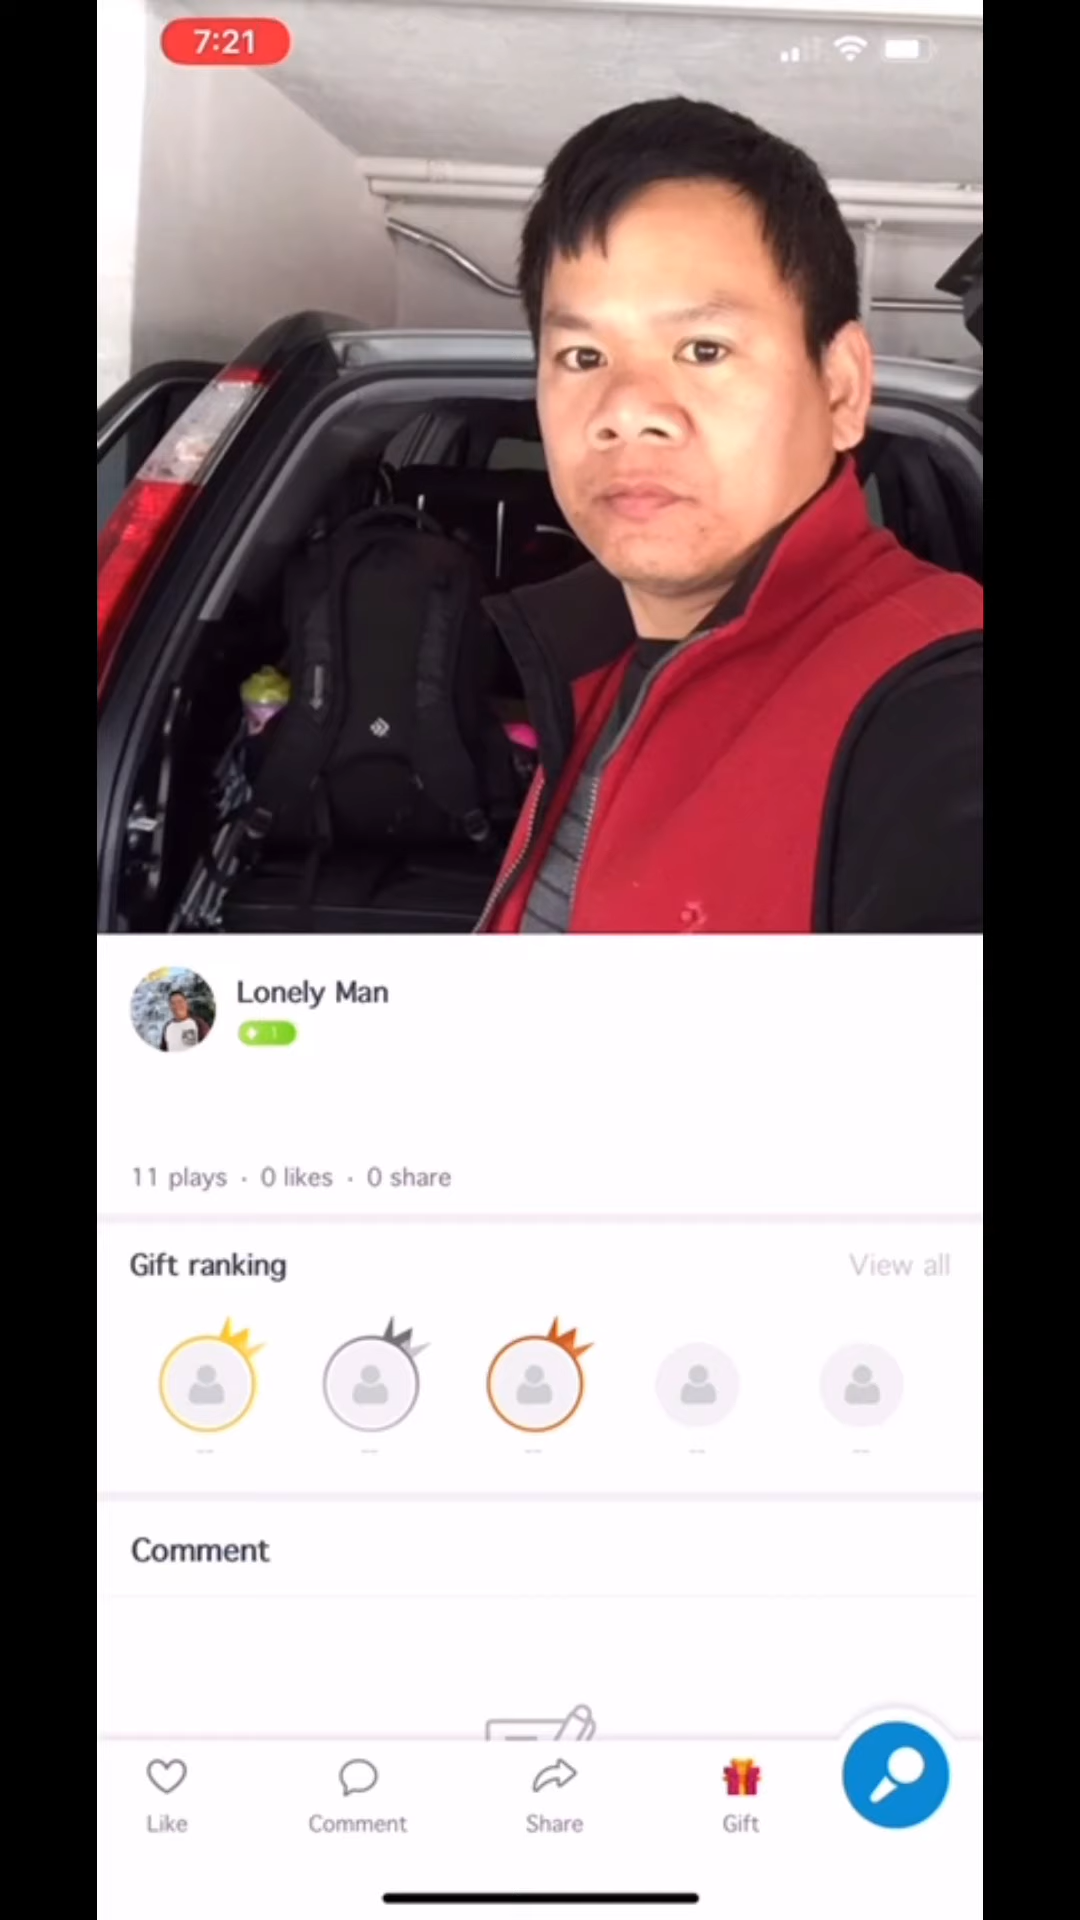 7:21
Lonely Man
1
11 plays · 0 likes · 0 share
Gift ranking
View all
-- -- -- -- --
Comment
Like
Comment
Share
Gift